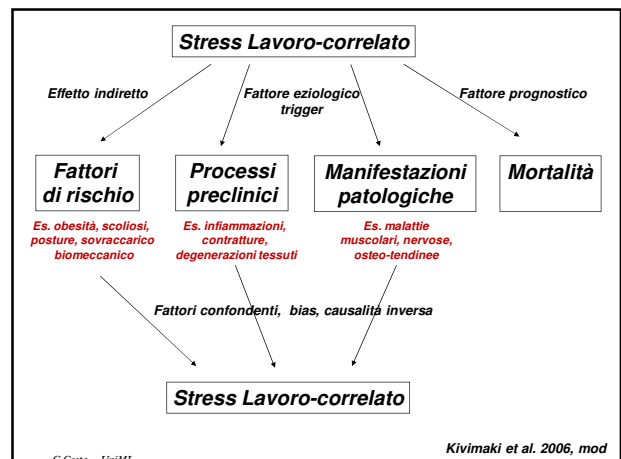 Stress Lavoro-correlato
Effetto indiretto
Fattore eziologico
trigger
Fattore prognostico
Fattori
di rischio
Processi
preclinici
Manifestazioni
patologiche
Mortalità
Es. obesità, scoliosi,
posture, sovraccarico
biomeccanico
Es. infiammazioni,
contratture,
degenerazioni tessuti
Es. malattie
muscolari, nervose,
osteo-tendinee
Fattori confondenti, bias, causalità inversa
Stress Lavoro-correlato
Kivimaki et al. 2006, mod